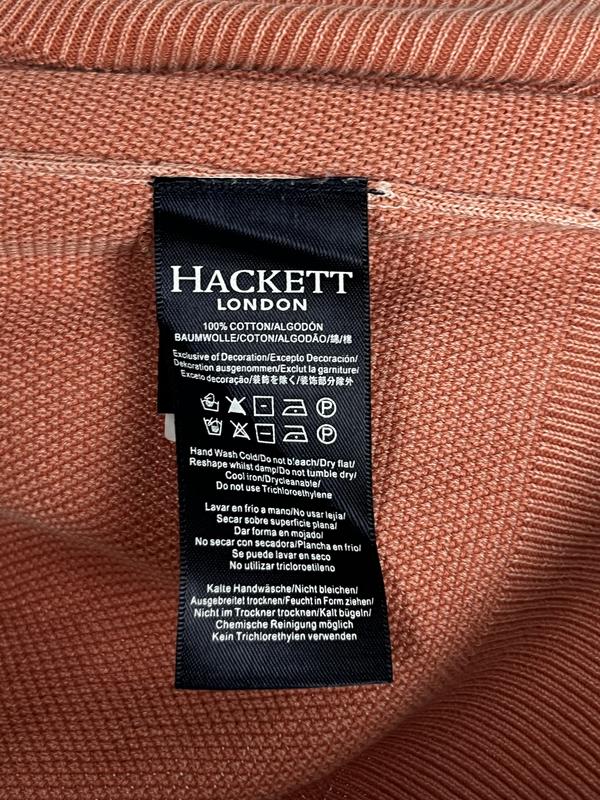 HACKETT
LONDON
100% COTTON/ALGODÓN
BAUMWOLLE/COTON/ALGODÃO/綿/棉
Exclusive of Decoration/Excepto Decoración/
Dekoration ausgenommen/Exclut la garniture/
Exceto decoração/装飾を除く/装饰部分除外
P
P
Hand Wash Cold/Do not bleach/Dry flat/
Reshape whilst damp/Do not tumble dry/
Cool iron/Drycleanable/
Do not use Trichloroethylene
Lavar en frío a mano/No usar lejía/
Secar sobre superficie plana/
Dar forma en mojado/
No secar con secadora/Plancha en frío/
Se puede lavar en seco
No utilizar tricloroetileno
Kalte Handwäsche/Nicht bleichen/
Ausgebreitet trocknen/Feucht in Form ziehen/
Nicht im Trockner trocknen/Kalt bügeln/
Chemische Reinigung möglich
Kein Trichlorethylen verwenden